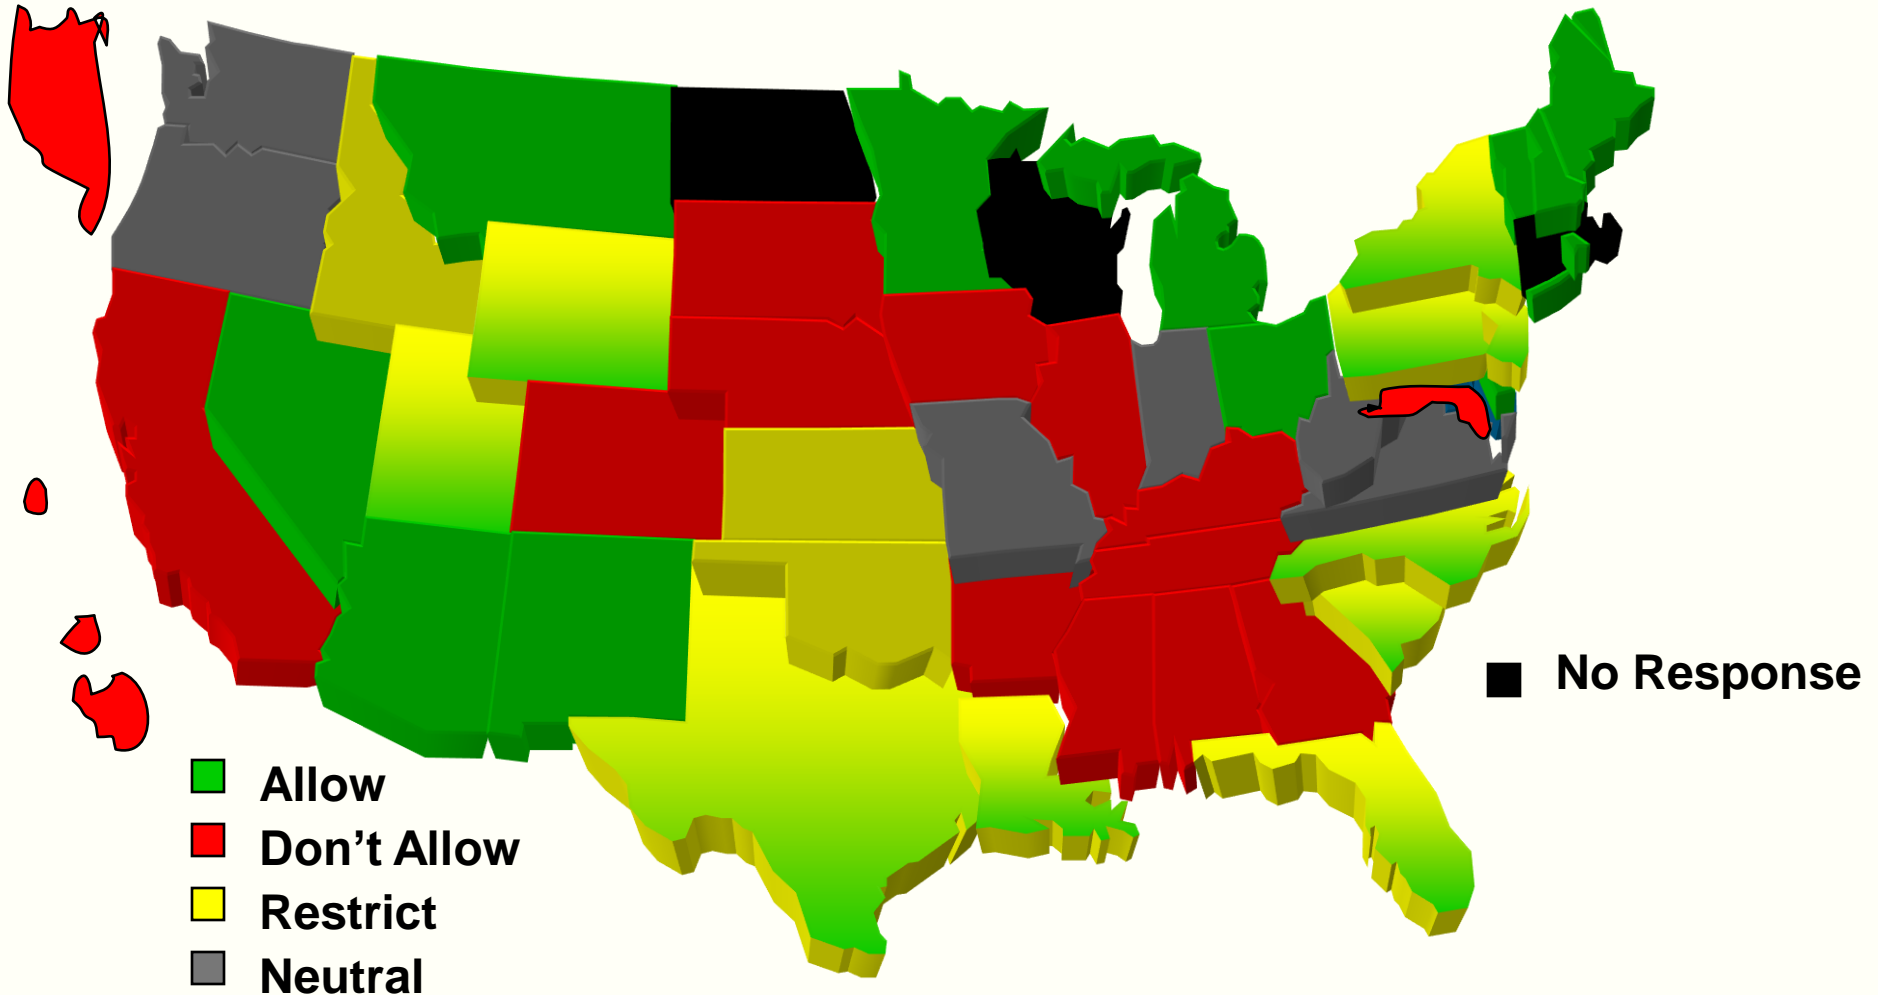 No Response
Allow
Don’t Allow
Restrict
Neutral